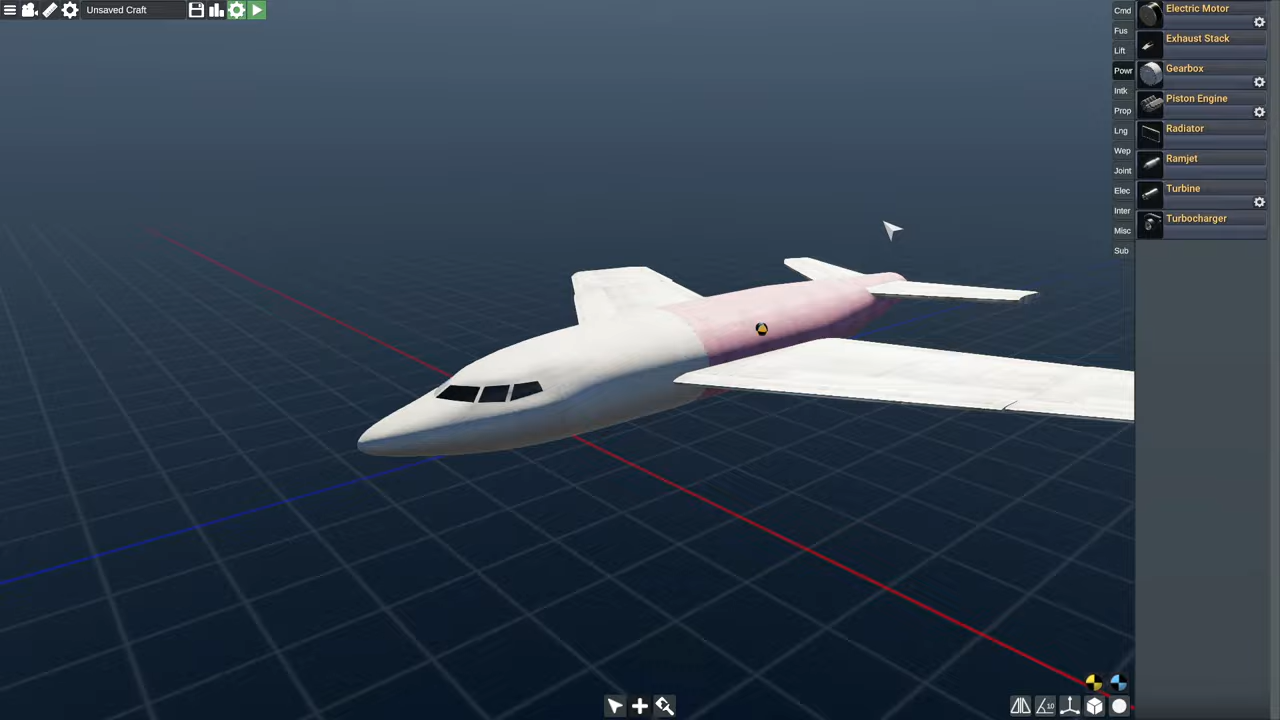 Unsaved Craft
Cmd
Fus
Lift
Powr
Intk
Prop
Lng
Wep
Joint
Elec
Inter
Misc
Sub
Electric Motor
Exhaust Stack
Gearbox
Piston Engine
Radiator
Ramjet
Turbine
Turbocharger
10